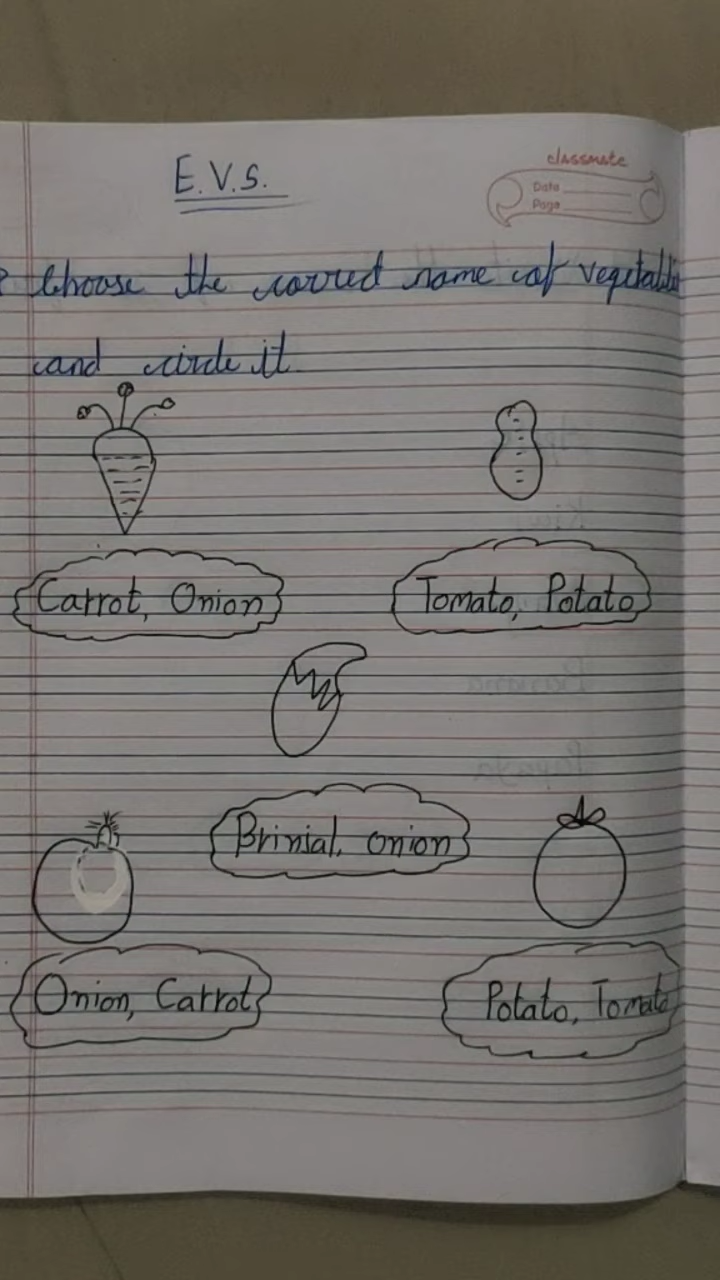 E.V.S.
classmate
Date
Page
Choose the correct name of vegetable
and circle it
Carrot, Onion
Tomato, Potato
Brinial, onion
Onion, Carrot
Potato, Tomato